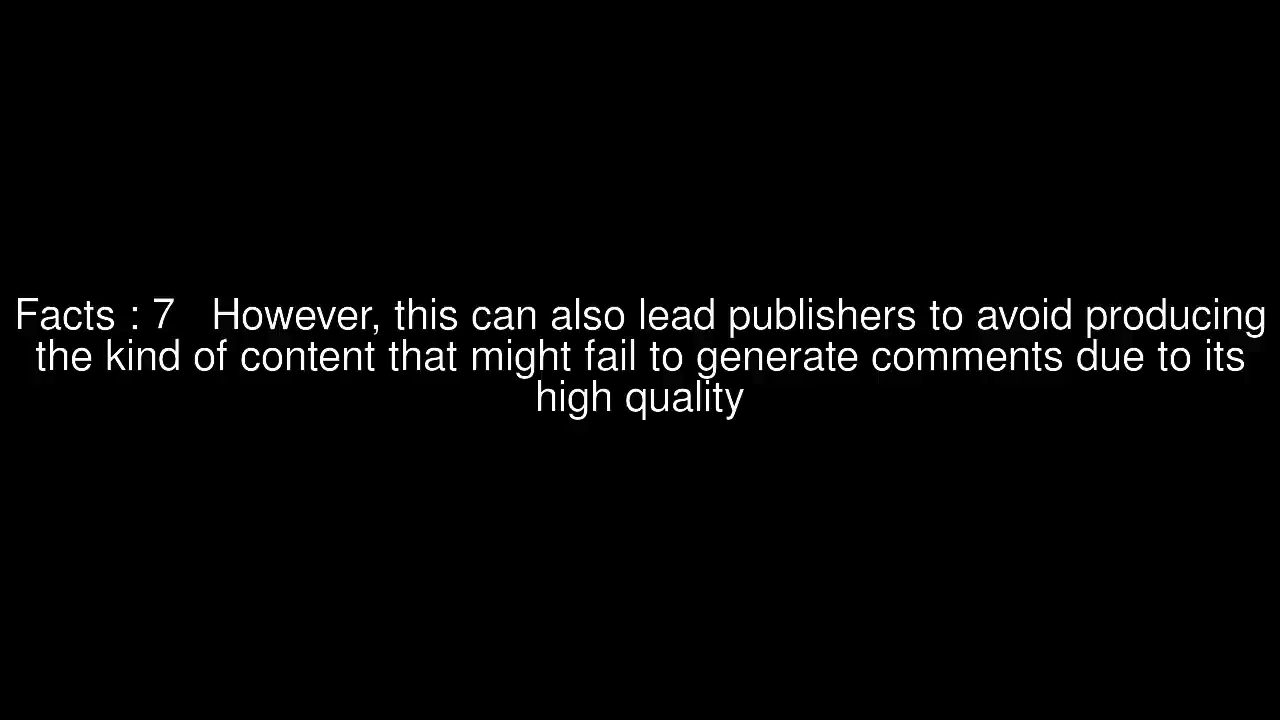 Facts : 7   However, this can also lead publishers to avoid producing
the kind of content that might fail to generate comments due to its
high quality